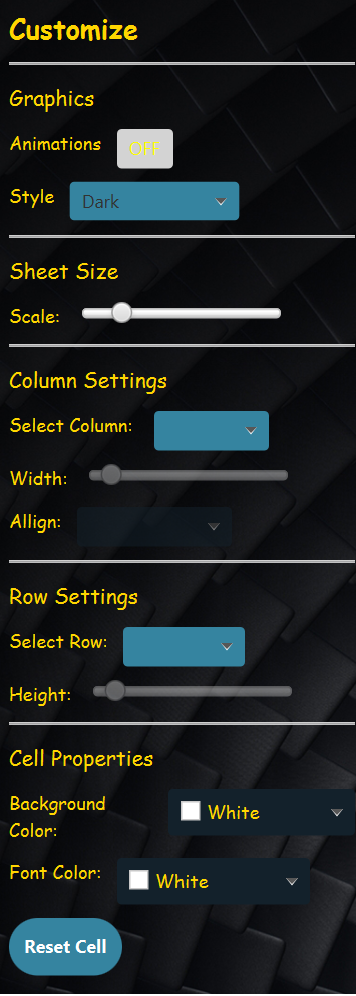 Customize
Graphics
Animations OFF
Style Dark
Sheet Size
Scale:
Column Settings
Select Column:
Width:
Allign:
Row Settings
Select Row:
Height:
Cell Properties
Background
Color:
White
Font Color: White
Reset Cell